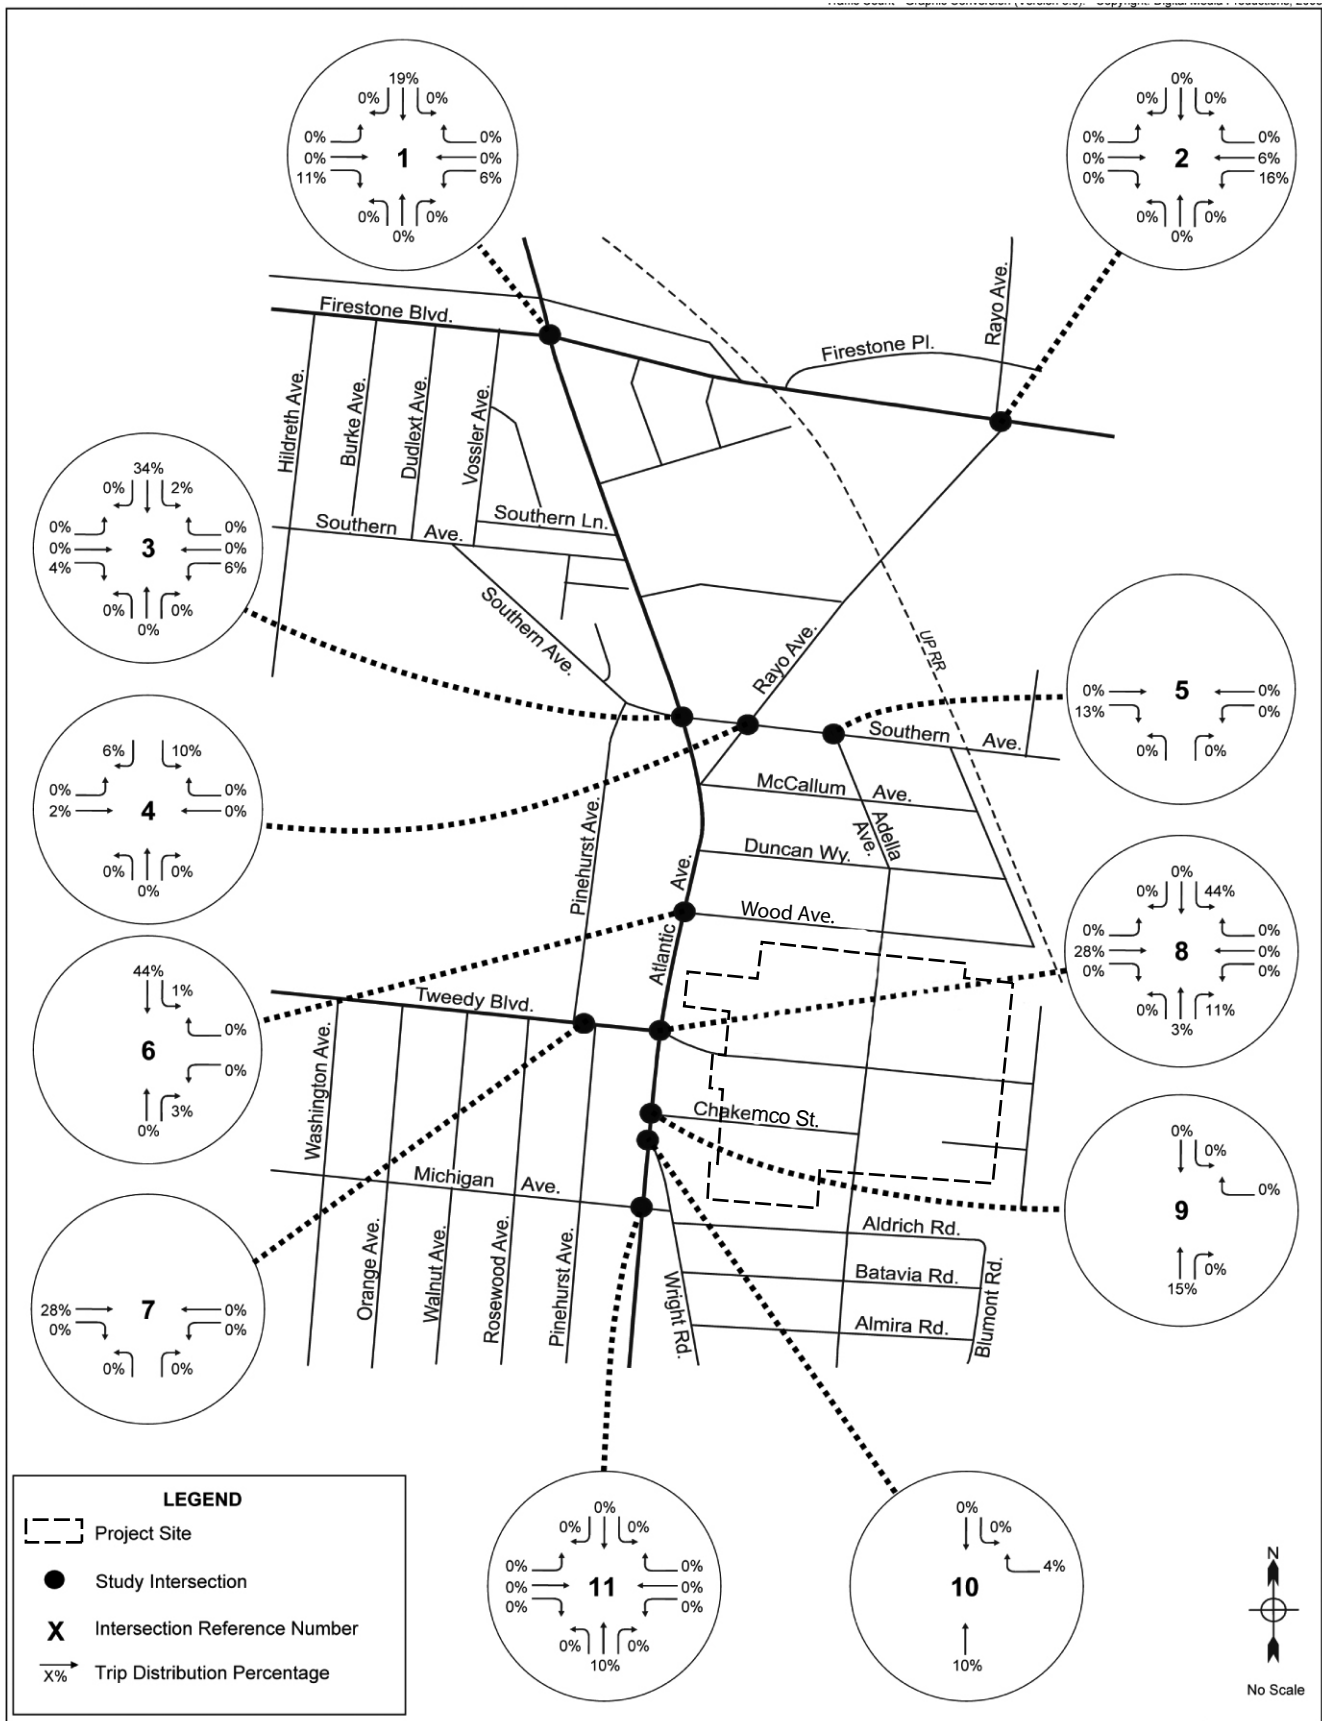 19%
0%
0%
0%
0%
0%
1
0%
11%
6%
0%
0%
0%
0%
0%
0%
0%
0%
0%
2
6%
0%
16%
0%
0%
0%
Firestone Blvd.
Firestone Pl.
Rayo Ave.
Hildreth Ave.
Burke Ave.
Dudlext Ave.
Vossler Ave.
34%
0%
2%
0%
0%
0%
3
0%
4%
6%
0%
0%
0%
Southern Ave.
Southern Ln.
Southern Ave.
Rayo Ave.
UP RR
5
0%
0%
13%
0%
0%
0%
Southern Ave.
6%
10%
0%
0%
2%
4
0%
0%
0%
0%
McCallum Ave.
Adella Ave.
Duncan Wy.
Pinehurst Ave.
Atlantic Ave.
Wood Ave.
0%
0%
44%
0%
0%
28%
8
0%
0%
0%
0%
11%
3%
44%
1%
0%
6
0%
3%
0%
Tweedy Blvd.
Washington Ave.
Chakemco St.
Michigan Ave.
Orange Ave.
Walnut Ave.
Rosewood Ave.
Pinehurst Ave.
Wright Rd.
Aldrich Rd.
Batavia Rd.
Almira Rd.
Blumont Rd.
0%
0%
0%
9
0%
15%
28%
7
0%
0%
0%
0%
0%
0%
0%
0%
0%
0%
0%
11
0%
0%
0%
0%
0%
10%
0%
0%
4%
10
10%
LEGEND
Project Site
Study Intersection
X Intersection Reference Number
X% Trip Distribution Percentage
N
No Scale